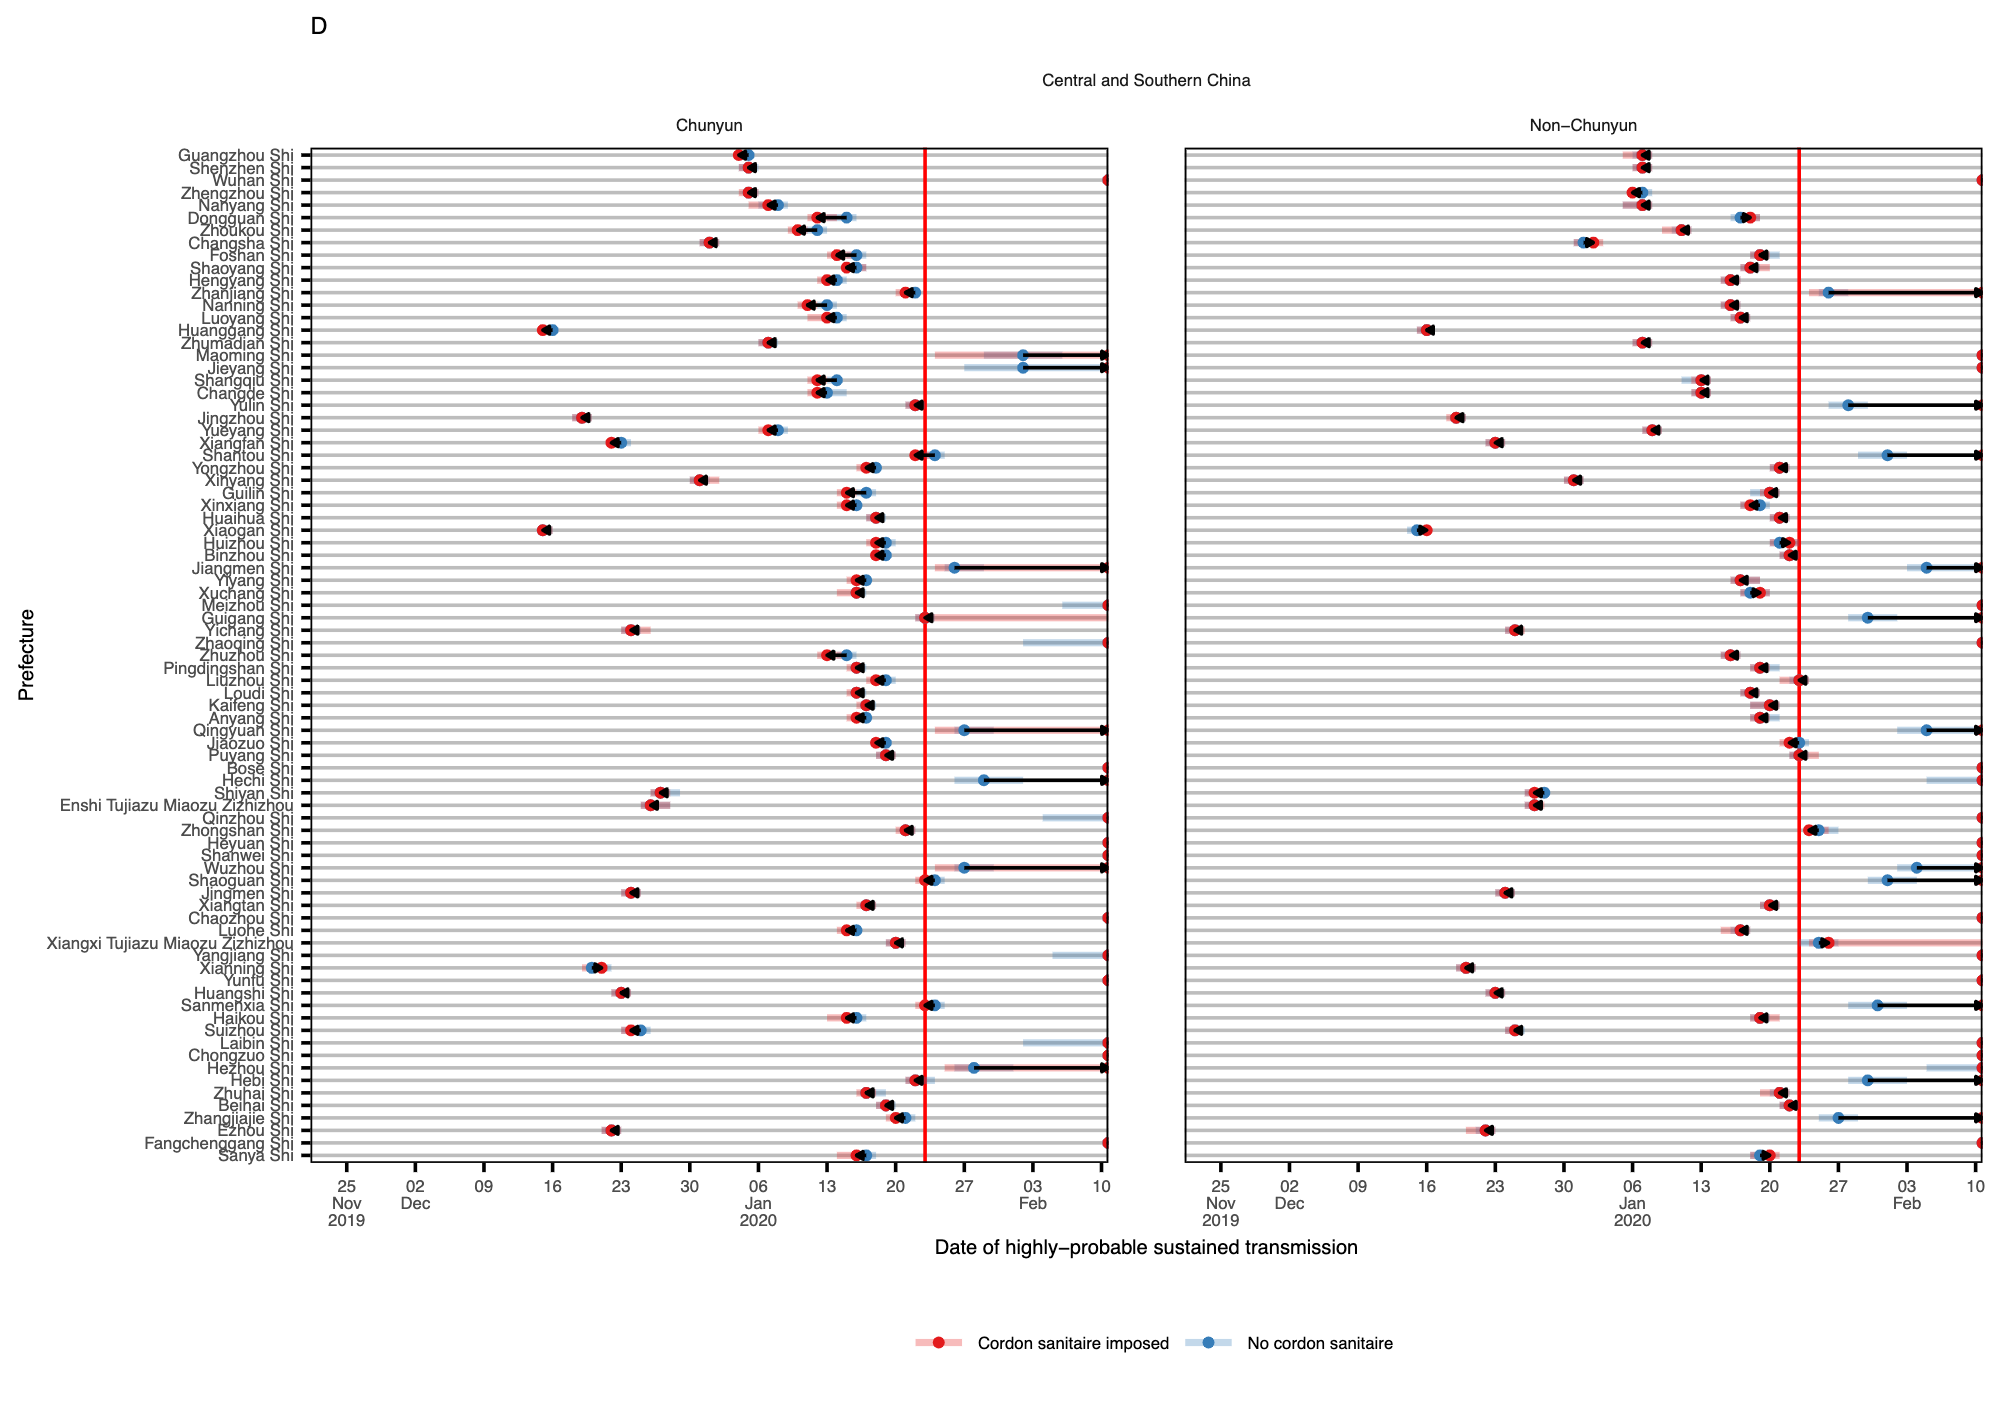 D
Central and Southern China
Chunyun
Non−Chunyun
Prefecture
Guangzhou Shi
Shenzhen Shi
Wuhan Shi
Zhengzhou Shi
Nanyang Shi
Dongguan Shi
Zhoukou Shi
Changsha Shi
Foshan Shi
Shaoyang Shi
Hengyang Shi
Zhanjiang Shi
Nanning Shi
Luoyang Shi
Huanggang Shi
Zhumadian Shi
Maoming Shi
Jieyang Shi
Shangqiu Shi
Changde Shi
Yulin Shi
Jingzhou Shi
Yueyang Shi
Xiangfan Shi
Shantou Shi
Yongzhou Shi
Xinyang Shi
Guilin Shi
Xinxiang Shi
Huaihua Shi
Xiaogan Shi
Huizhou Shi
Binzhou Shi
Jiangmen Shi
Yiyang Shi
Xuchang Shi
Meizhou Shi
Guigang Shi
Yichang Shi
Zhaoqing Shi
Zhuzhou Shi
Pingdingshan Shi
Liuzhou Shi
Loudi Shi
Kaifeng Shi
Anyang Shi
Qingyuan Shi
Jiaozuo Shi
Puyang Shi
Bose Shi
Hechi Shi
Shiyan Shi
Enshi Tujiazu Miaozu Zizhizhou
Qinzhou Shi
Zhongshan Shi
Heyuan Shi
Shanwei Shi
Wuzhou Shi
Shaoguan Shi
Jingmen Shi
Xiangtan Shi
Chaozhou Shi
Luohe Shi
Xiangxi Tujiazu Miaozu Zizhizhou
Yangjiang Shi
Xianning Shi
Yunfu Shi
Huangshi Shi
Sanmenxia Shi
Haikou Shi
Suizhou Shi
Laibin Shi
Chongzuo Shi
Hezhou Shi
Hebi Shi
Zhuhai Shi
Beihai Shi
Zhangjiajie Shi
Ezhou Shi
Fangchenggang Shi
Sanya Shi
25 02 09 16 23 30 06 13 20 27 03 10
Nov Dec Jan Feb
2019 2020
25 02 09 16 23 30 06 13 20 27 03 10
Nov Dec Jan Feb
2019 2020
Date of highly−probable sustained transmission
Cordon sanitaire imposed
No cordon sanitaire